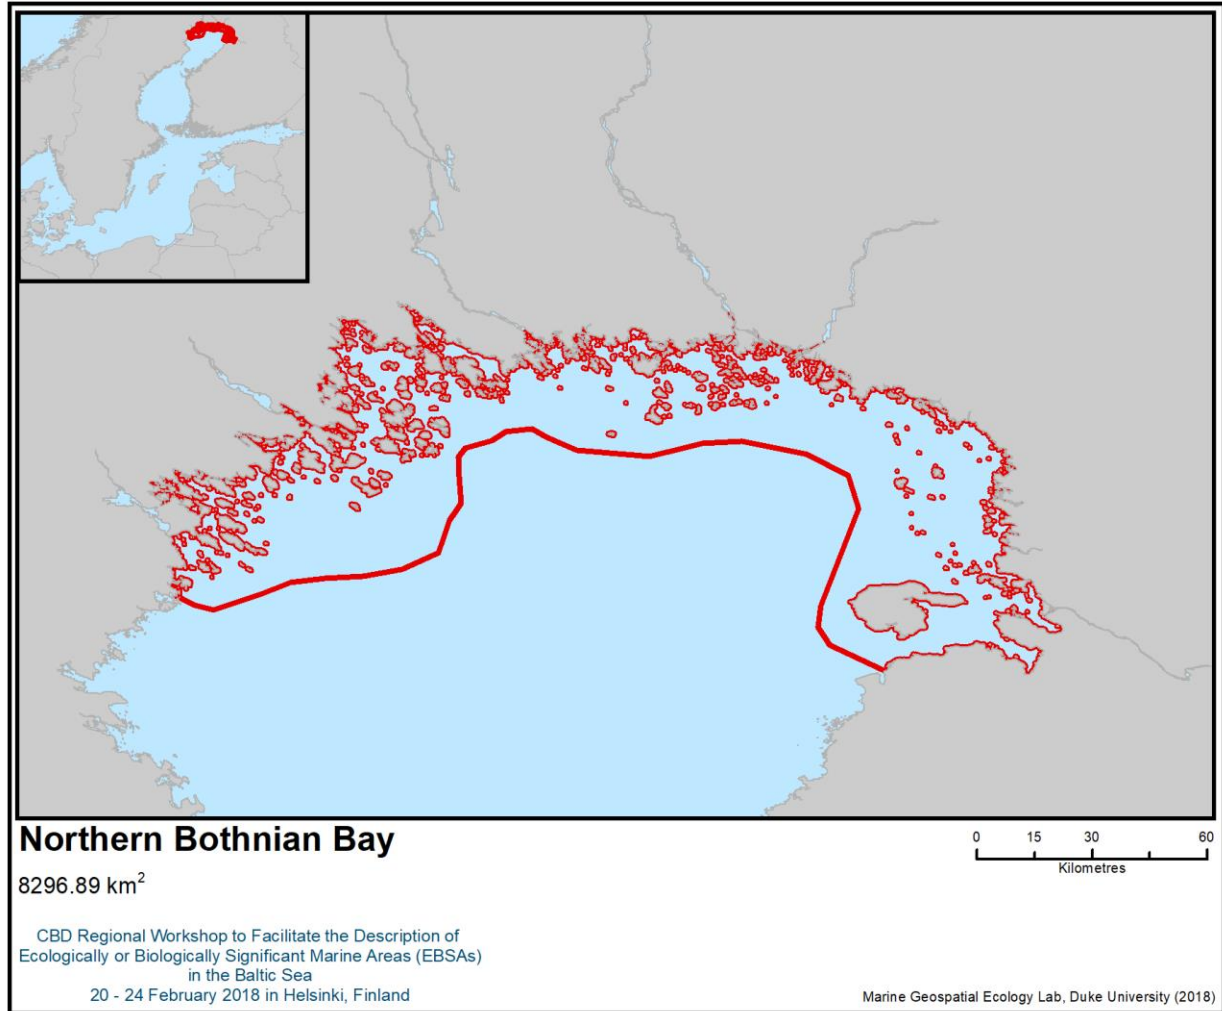 Northern Bothnian Bay
8296.89 km²
0 15 30 60
Kilometres
CBD Regional Workshop to Facilitate the Description of
Ecologically or Biologically Significant Marine Areas (EBSAs)
in the Baltic Sea
20 - 24 February 2018 in Helsinki, Finland
Marine Geospatial Ecology Lab, Duke University (2018)